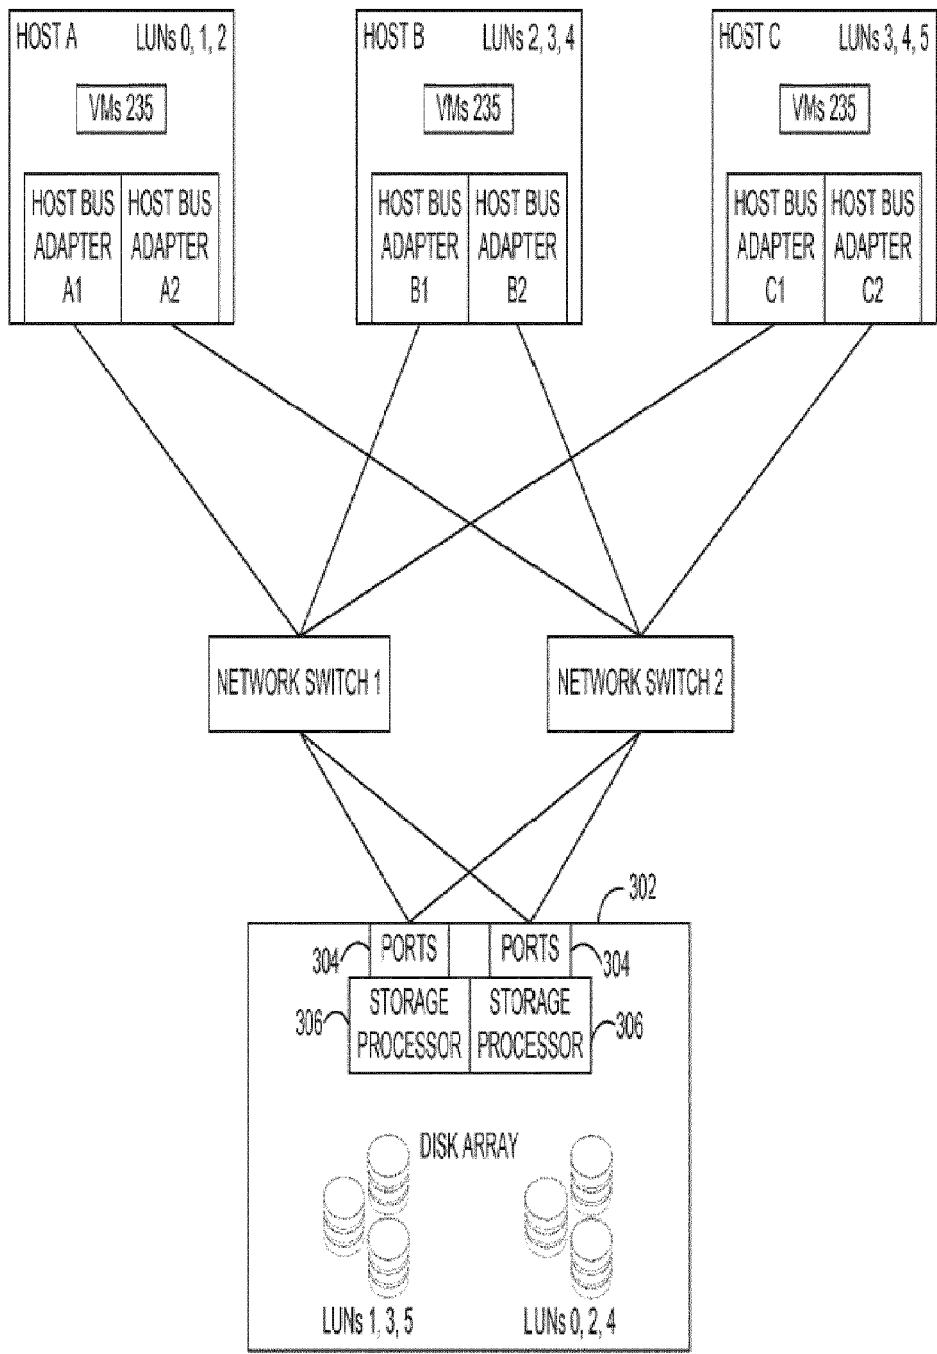 HOST A LUNs 0, 1, 2
VMs 235
HOST BUS ADAPTER A1
HOST BUS ADAPTER A2
HOST B LUNs 2, 3, 4
VMs 235
HOST BUS ADAPTER B1
HOST BUS ADAPTER B2
HOST C LUNs 3, 4, 5
VMs 235
HOST BUS ADAPTER C1
HOST BUS ADAPTER C2
NETWORK SWITCH 1
NETWORK SWITCH 2
302
304
PORTS
PORTS
304
306
STORAGE PROCESSOR
STORAGE PROCESSOR
306
DISK ARRAY
LUNs 1, 3, 5
LUNs 0, 2, 4